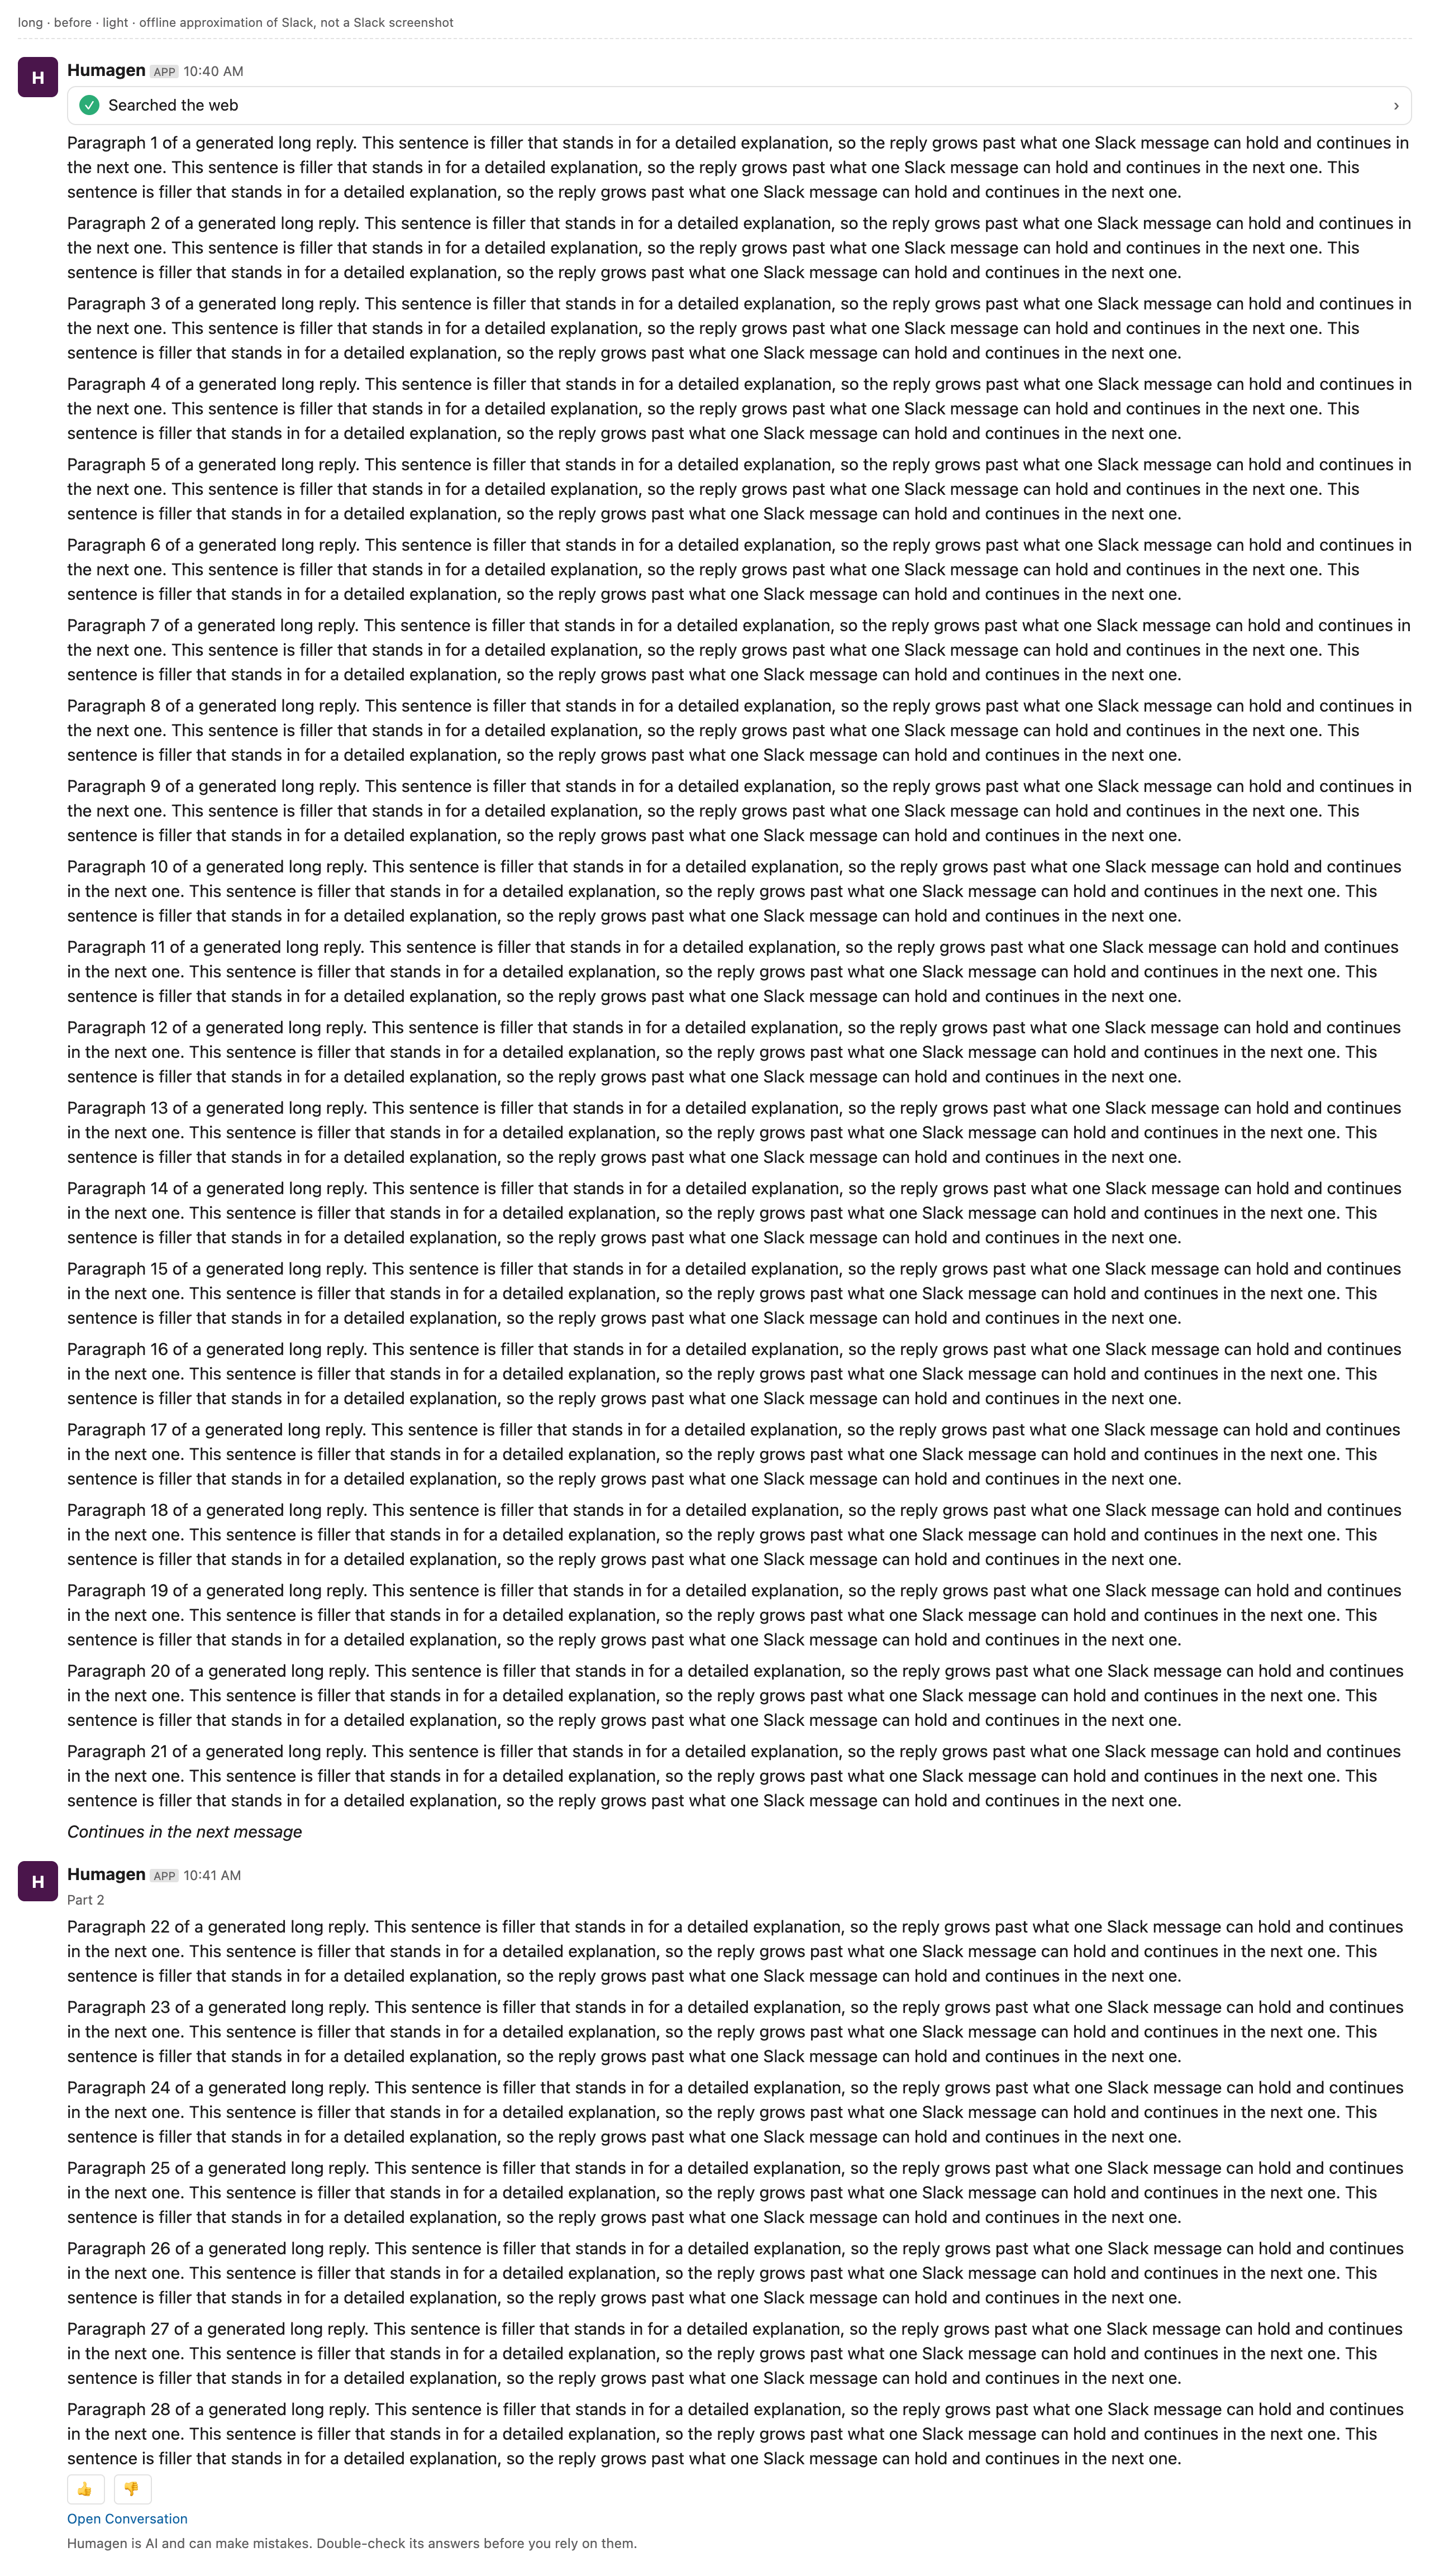 long · before · light · offline approximation of Slack, not a Slack screenshot
H
Humagen APP 10:40 AM
Searched the web
Paragraph 1 of a generated long reply. This sentence is filler that stands in for a detailed explanation, so the reply grows past what one Slack message can hold and continues in
the next one. This sentence is filler that stands in for a detailed explanation, so the reply grows past what one Slack message can hold and continues in the next one. This
sentence is filler that stands in for a detailed explanation, so the reply grows past what one Slack message can hold and continues in the next one.
Paragraph 2 of a generated long reply. This sentence is filler that stands in for a detailed explanation, so the reply grows past what one Slack message can hold and continues in
the next one. This sentence is filler that stands in for a detailed explanation, so the reply grows past what one Slack message can hold and continues in the next one. This
sentence is filler that stands in for a detailed explanation, so the reply grows past what one Slack message can hold and continues in the next one.
Paragraph 3 of a generated long reply. This sentence is filler that stands in for a detailed explanation, so the reply grows past what one Slack message can hold and continues in
the next one. This sentence is filler that stands in for a detailed explanation, so the reply grows past what one Slack message can hold and continues in the next one. This
sentence is filler that stands in for a detailed explanation, so the reply grows past what one Slack message can hold and continues in the next one.
Paragraph 4 of a generated long reply. This sentence is filler that stands in for a detailed explanation, so the reply grows past what one Slack message can hold and continues in
the next one. This sentence is filler that stands in for a detailed explanation, so the reply grows past what one Slack message can hold and continues in the next one. This
sentence is filler that stands in for a detailed explanation, so the reply grows past what one Slack message can hold and continues in the next one.
Paragraph 5 of a generated long reply. This sentence is filler that stands in for a detailed explanation, so the reply grows past what one Slack message can hold and continues in
the next one. This sentence is filler that stands in for a detailed explanation, so the reply grows past what one Slack message can hold and continues in the next one. This
sentence is filler that stands in for a detailed explanation, so the reply grows past what one Slack message can hold and continues in the next one.
Paragraph 6 of a generated long reply. This sentence is filler that stands in for a detailed explanation, so the reply grows past what one Slack message can hold and continues in
the next one. This sentence is filler that stands in for a detailed explanation, so the reply grows past what one Slack message can hold and continues in the next one. This
sentence is filler that stands in for a detailed explanation, so the reply grows past what one Slack message can hold and continues in the next one.
Paragraph 7 of a generated long reply. This sentence is filler that stands in for a detailed explanation, so the reply grows past what one Slack message can hold and continues in
the next one. This sentence is filler that stands in for a detailed explanation, so the reply grows past what one Slack message can hold and continues in the next one. This
sentence is filler that stands in for a detailed explanation, so the reply grows past what one Slack message can hold and continues in the next one.
Paragraph 8 of a generated long reply. This sentence is filler that stands in for a detailed explanation, so the reply grows past what one Slack message can hold and continues in
the next one. This sentence is filler that stands in for a detailed explanation, so the reply grows past what one Slack message can hold and continues in the next one. This
sentence is filler that stands in for a detailed explanation, so the reply grows past what one Slack message can hold and continues in the next one.
Paragraph 9 of a generated long reply. This sentence is filler that stands in for a detailed explanation, so the reply grows past what one Slack message can hold and continues in
the next one. This sentence is filler that stands in for a detailed explanation, so the reply grows past what one Slack message can hold and continues in the next one. This
sentence is filler that stands in for a detailed explanation, so the reply grows past what one Slack message can hold and continues in the next one.
Paragraph 10 of a generated long reply. This sentence is filler that stands in for a detailed explanation, so the reply grows past what one Slack message can hold and continues
in the next one. This sentence is filler that stands in for a detailed explanation, so the reply grows past what one Slack message can hold and continues in the next one. This
sentence is filler that stands in for a detailed explanation, so the reply grows past what one Slack message can hold and continues in the next one.
Paragraph 11 of a generated long reply. This sentence is filler that stands in for a detailed explanation, so the reply grows past what one Slack message can hold and continues
in the next one. This sentence is filler that stands in for a detailed explanation, so the reply grows past what one Slack message can hold and continues in the next one. This
sentence is filler that stands in for a detailed explanation, so the reply grows past what one Slack message can hold and continues in the next one.
Paragraph 12 of a generated long reply. This sentence is filler that stands in for a detailed explanation, so the reply grows past what one Slack message can hold and continues
in the next one. This sentence is filler that stands in for a detailed explanation, so the reply grows past what one Slack message can hold and continues in the next one. This
sentence is filler that stands in for a detailed explanation, so the reply grows past what one Slack message can hold and continues in the next one.
Paragraph 13 of a generated long reply. This sentence is filler that stands in for a detailed explanation, so the reply grows past what one Slack message can hold and continues
in the next one. This sentence is filler that stands in for a detailed explanation, so the reply grows past what one Slack message can hold and continues in the next one. This
sentence is filler that stands in for a detailed explanation, so the reply grows past what one Slack message can hold and continues in the next one.
Paragraph 14 of a generated long reply. This sentence is filler that stands in for a detailed explanation, so the reply grows past what one Slack message can hold and continues
in the next one. This sentence is filler that stands in for a detailed explanation, so the reply grows past what one Slack message can hold and continues in the next one. This
sentence is filler that stands in for a detailed explanation, so the reply grows past what one Slack message can hold and continues in the next one.
Paragraph 15 of a generated long reply. This sentence is filler that stands in for a detailed explanation, so the reply grows past what one Slack message can hold and continues
in the next one. This sentence is filler that stands in for a detailed explanation, so the reply grows past what one Slack message can hold and continues in the next one. This
sentence is filler that stands in for a detailed explanation, so the reply grows past what one Slack message can hold and continues in the next one.
Paragraph 16 of a generated long reply. This sentence is filler that stands in for a detailed explanation, so the reply grows past what one Slack message can hold and continues
in the next one. This sentence is filler that stands in for a detailed explanation, so the reply grows past what one Slack message can hold and continues in the next one. This
sentence is filler that stands in for a detailed explanation, so the reply grows past what one Slack message can hold and continues in the next one.
Paragraph 17 of a generated long reply. This sentence is filler that stands in for a detailed explanation, so the reply grows past what one Slack message can hold and continues
in the next one. This sentence is filler that stands in for a detailed explanation, so the reply grows past what one Slack message can hold and continues in the next one. This
sentence is filler that stands in for a detailed explanation, so the reply grows past what one Slack message can hold and continues in the next one.
Paragraph 18 of a generated long reply. This sentence is filler that stands in for a detailed explanation, so the reply grows past what one Slack message can hold and continues
in the next one. This sentence is filler that stands in for a detailed explanation, so the reply grows past what one Slack message can hold and continues in the next one. This
sentence is filler that stands in for a detailed explanation, so the reply grows past what one Slack message can hold and continues in the next one.
Paragraph 19 of a generated long reply. This sentence is filler that stands in for a detailed explanation, so the reply grows past what one Slack message can hold and continues
in the next one. This sentence is filler that stands in for a detailed explanation, so the reply grows past what one Slack message can hold and continues in the next one. This
sentence is filler that stands in for a detailed explanation, so the reply grows past what one Slack message can hold and continues in the next one.
Paragraph 20 of a generated long reply. This sentence is filler that stands in for a detailed explanation, so the reply grows past what one Slack message can hold and continues
in the next one. This sentence is filler that stands in for a detailed explanation, so the reply grows past what one Slack message can hold and continues in the next one. This
sentence is filler that stands in for a detailed explanation, so the reply grows past what one Slack message can hold and continues in the next one.
Paragraph 21 of a generated long reply. This sentence is filler that stands in for a detailed explanation, so the reply grows past what one Slack message can hold and continues
in the next one. This sentence is filler that stands in for a detailed explanation, so the reply grows past what one Slack message can hold and continues in the next one. This
sentence is filler that stands in for a detailed explanation, so the reply grows past what one Slack message can hold and continues in the next one.
Continues in the next message
H
Humagen APP 10:41 AM
Part 2
Paragraph 22 of a generated long reply. This sentence is filler that stands in for a detailed explanation, so the reply grows past what one Slack message can hold and continues
in the next one. This sentence is filler that stands in for a detailed explanation, so the reply grows past what one Slack message can hold and continues in the next one. This
sentence is filler that stands in for a detailed explanation, so the reply grows past what one Slack message can hold and continues in the next one.
Paragraph 23 of a generated long reply. This sentence is filler that stands in for a detailed explanation, so the reply grows past what one Slack message can hold and continues
in the next one. This sentence is filler that stands in for a detailed explanation, so the reply grows past what one Slack message can hold and continues in the next one. This
sentence is filler that stands in for a detailed explanation, so the reply grows past what one Slack message can hold and continues in the next one.
Paragraph 24 of a generated long reply. This sentence is filler that stands in for a detailed explanation, so the reply grows past what one Slack message can hold and continues
in the next one. This sentence is filler that stands in for a detailed explanation, so the reply grows past what one Slack message can hold and continues in the next one. This
sentence is filler that stands in for a detailed explanation, so the reply grows past what one Slack message can hold and continues in the next one.
Paragraph 25 of a generated long reply. This sentence is filler that stands in for a detailed explanation, so the reply grows past what one Slack message can hold and continues
in the next one. This sentence is filler that stands in for a detailed explanation, so the reply grows past what one Slack message can hold and continues in the next one. This
sentence is filler that stands in for a detailed explanation, so the reply grows past what one Slack message can hold and continues in the next one.
Paragraph 26 of a generated long reply. This sentence is filler that stands in for a detailed explanation, so the reply grows past what one Slack message can hold and continues
in the next one. This sentence is filler that stands in for a detailed explanation, so the reply grows past what one Slack message can hold and continues in the next one. This
sentence is filler that stands in for a detailed explanation, so the reply grows past what one Slack message can hold and continues in the next one.
Paragraph 27 of a generated long reply. This sentence is filler that stands in for a detailed explanation, so the reply grows past what one Slack message can hold and continues
in the next one. This sentence is filler that stands in for a detailed explanation, so the reply grows past what one Slack message can hold and continues in the next one. This
sentence is filler that stands in for a detailed explanation, so the reply grows past what one Slack message can hold and continues in the next one.
Paragraph 28 of a generated long reply. This sentence is filler that stands in for a detailed explanation, so the reply grows past what one Slack message can hold and continues
in the next one. This sentence is filler that stands in for a detailed explanation, so the reply grows past what one Slack message can hold and continues in the next one. This
sentence is filler that stands in for a detailed explanation, so the reply grows past what one Slack message can hold and continues in the next one.
Open Conversation
Humagen is AI and can make mistakes. Double-check its answers before you rely on them.